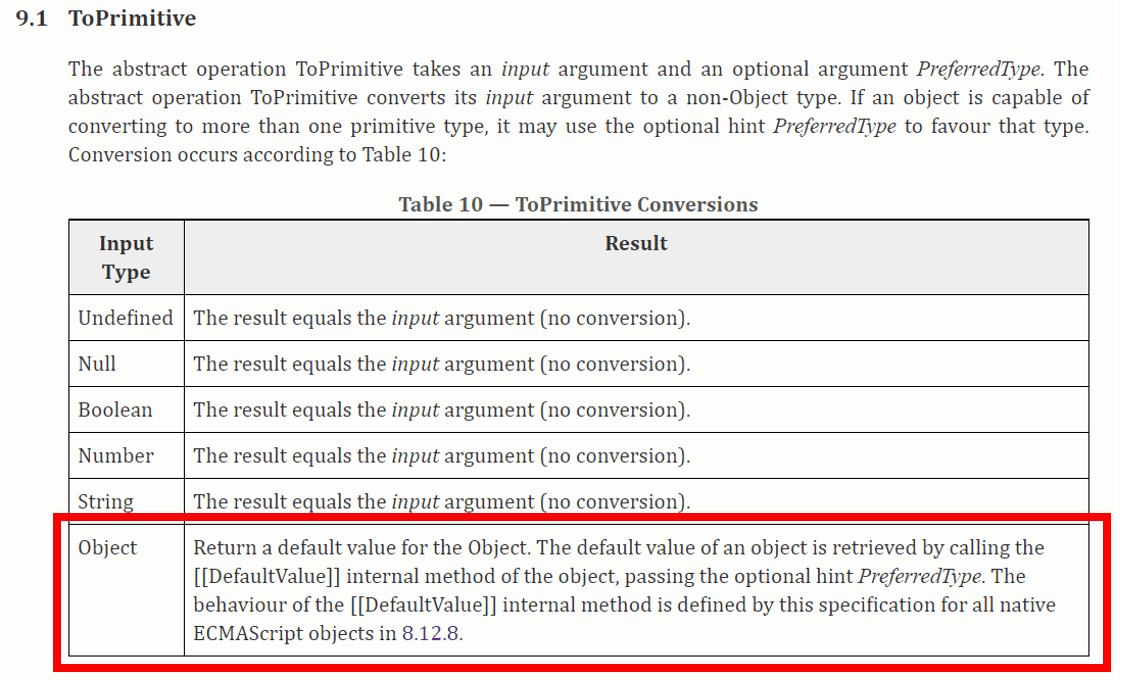 9.1 ToPrimitive
The abstract operation ToPrimitive takes an input argument and an optional argument PreferredType. The
abstract operation ToPrimitive converts its input argument to a non-Object type. If an object is capable of
converting to more than one primitive type, it may use the optional hint PreferredType to favour that type.
Conversion occurs according to Table 10:
Table 10 — ToPrimitive Conversions
Input
Type
Result
Undefined The result equals the input argument (no conversion).
Null The result equals the input argument (no conversion).
Boolean The result equals the input argument (no conversion).
Number The result equals the input argument (no conversion).
String The result equals the input argument (no conversion).
Object Return a default value for the Object. The default value of an object is retrieved by calling the
[[DefaultValue]] internal method of the object, passing the optional hint PreferredType. The
behaviour of the [[DefaultValue]] internal method is defined by this specification for all native
ECMAScript objects in 8.12.8.